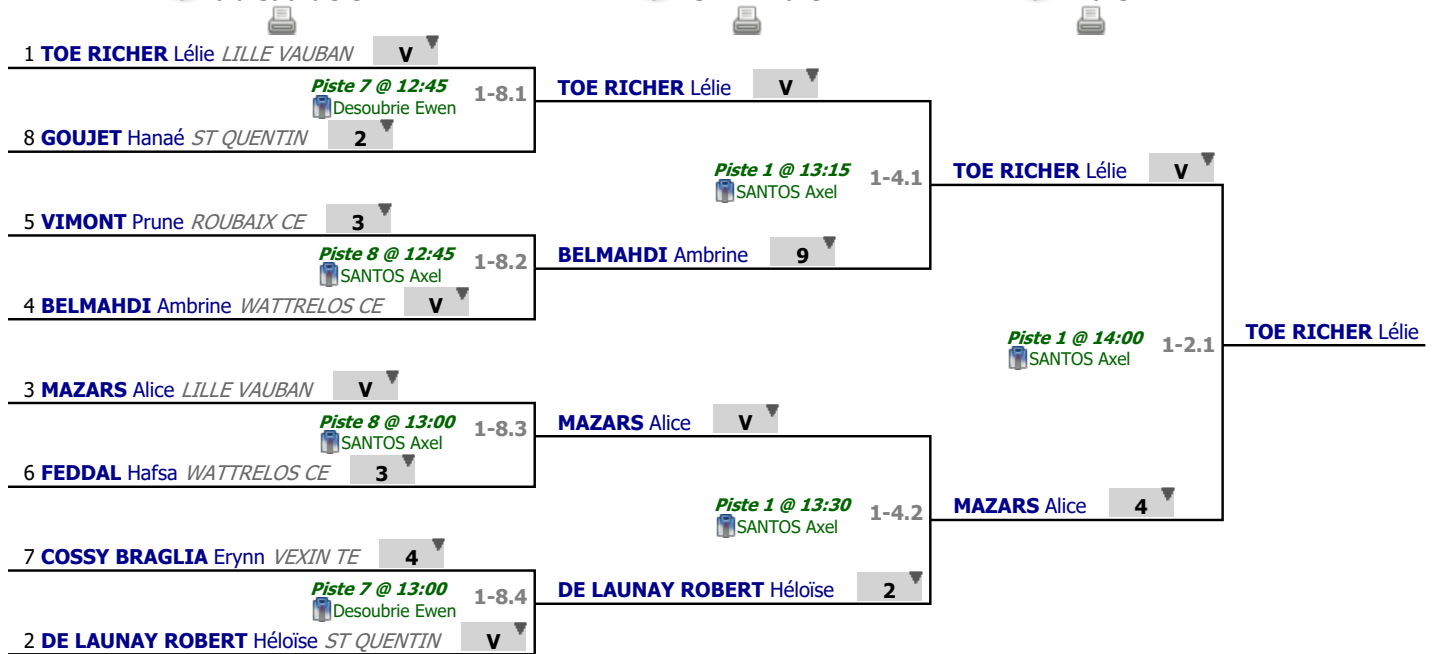 1 TOE RICHER Lélie LILLE VAUBAN V
Piste 7 @ 12:45
Desoubrie Ewen
1-8.1
8 GOUJET Hanaé ST QUENTIN 2
5 VIMONT Prune ROUBAIX CE 3
Piste 8 @ 12:45
SANTOS Axel
1-8.2
4 BELMAHDI Ambrine WATTRELOS CE V
3 MAZARS Alice LILLE VAUBAN V
Piste 8 @ 13:00
SANTOS Axel
1-8.3
6 FEDDAL Hafsa WATTRELOS CE 3
7 COSSY BRAGLIA Erynn VEXIN TE 4
Piste 7 @ 13:00
Desoubrie Ewen
1-8.4
2 DE LAUNAY ROBERT Héloïse ST QUENTIN V
TOE RICHER Lélie V
Piste 1 @ 13:15
SANTOS Axel
1-4.1
BELMAHDI Ambrine 9
MAZARS Alice V
Piste 1 @ 13:30
SANTOS Axel
1-4.2
DE LAUNAY ROBERT Héloïse 2
TOE RICHER Lélie V
Piste 1 @ 14:00
SANTOS Axel
1-2.1
MAZARS Alice 4
TOE RICHER Lélie